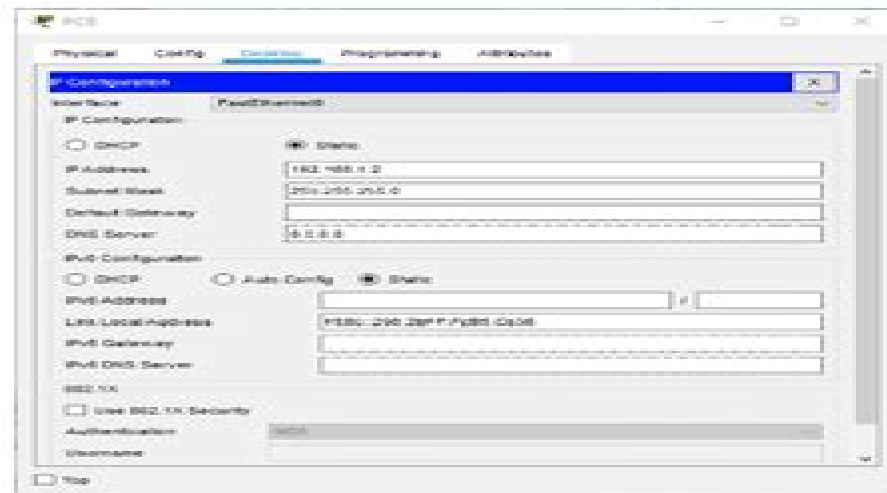 Physical Config Desktop Programming Attributes
IP Configuration
Interface FastEthernet0
IP Configuration
DHCP Static
IP Address 192.168.1.2
Subnet Mask 255.255.255.0
Default Gateway
DNS Server 0.0.0.0
IPv6 Configuration
DHCP Auto Config Static
IPv6 Address /
Link Local Address
IPv6 Gateway
IPv6 DNS Server
802.1X
Use 802.1X Security
Authentication MD5
Username
Top